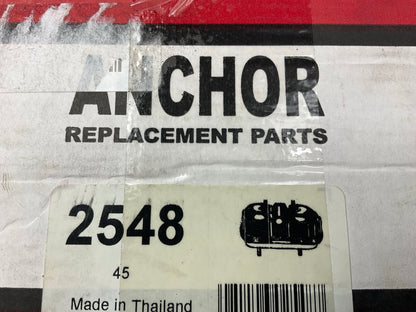 ANCHOR
REPLACEMENT PARTS
2548
45
Made in Thailand